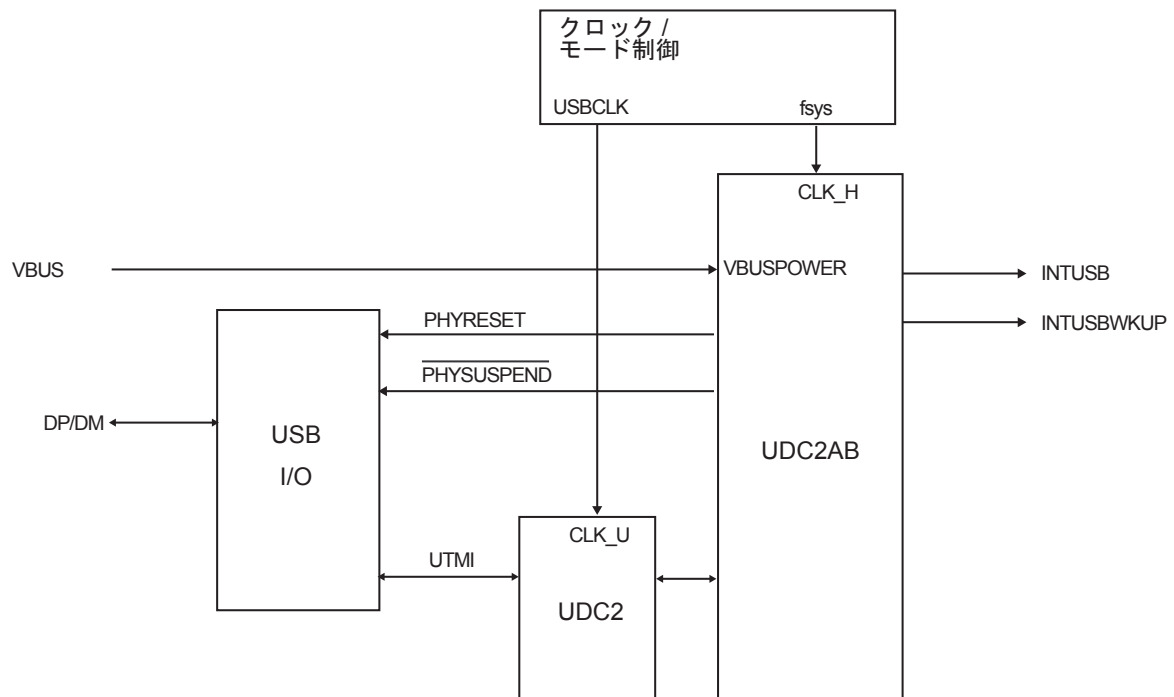 クロック /
モード制御
USBCLK
fsys
CLK_H
VBUS
VBUSPOWER
INTUSB
PHYRESET
INTUSBWKUP
PHYSUSPEND
DP/DM
USB
I/O
UDC2AB
CLK_U
UTMI
UDC2